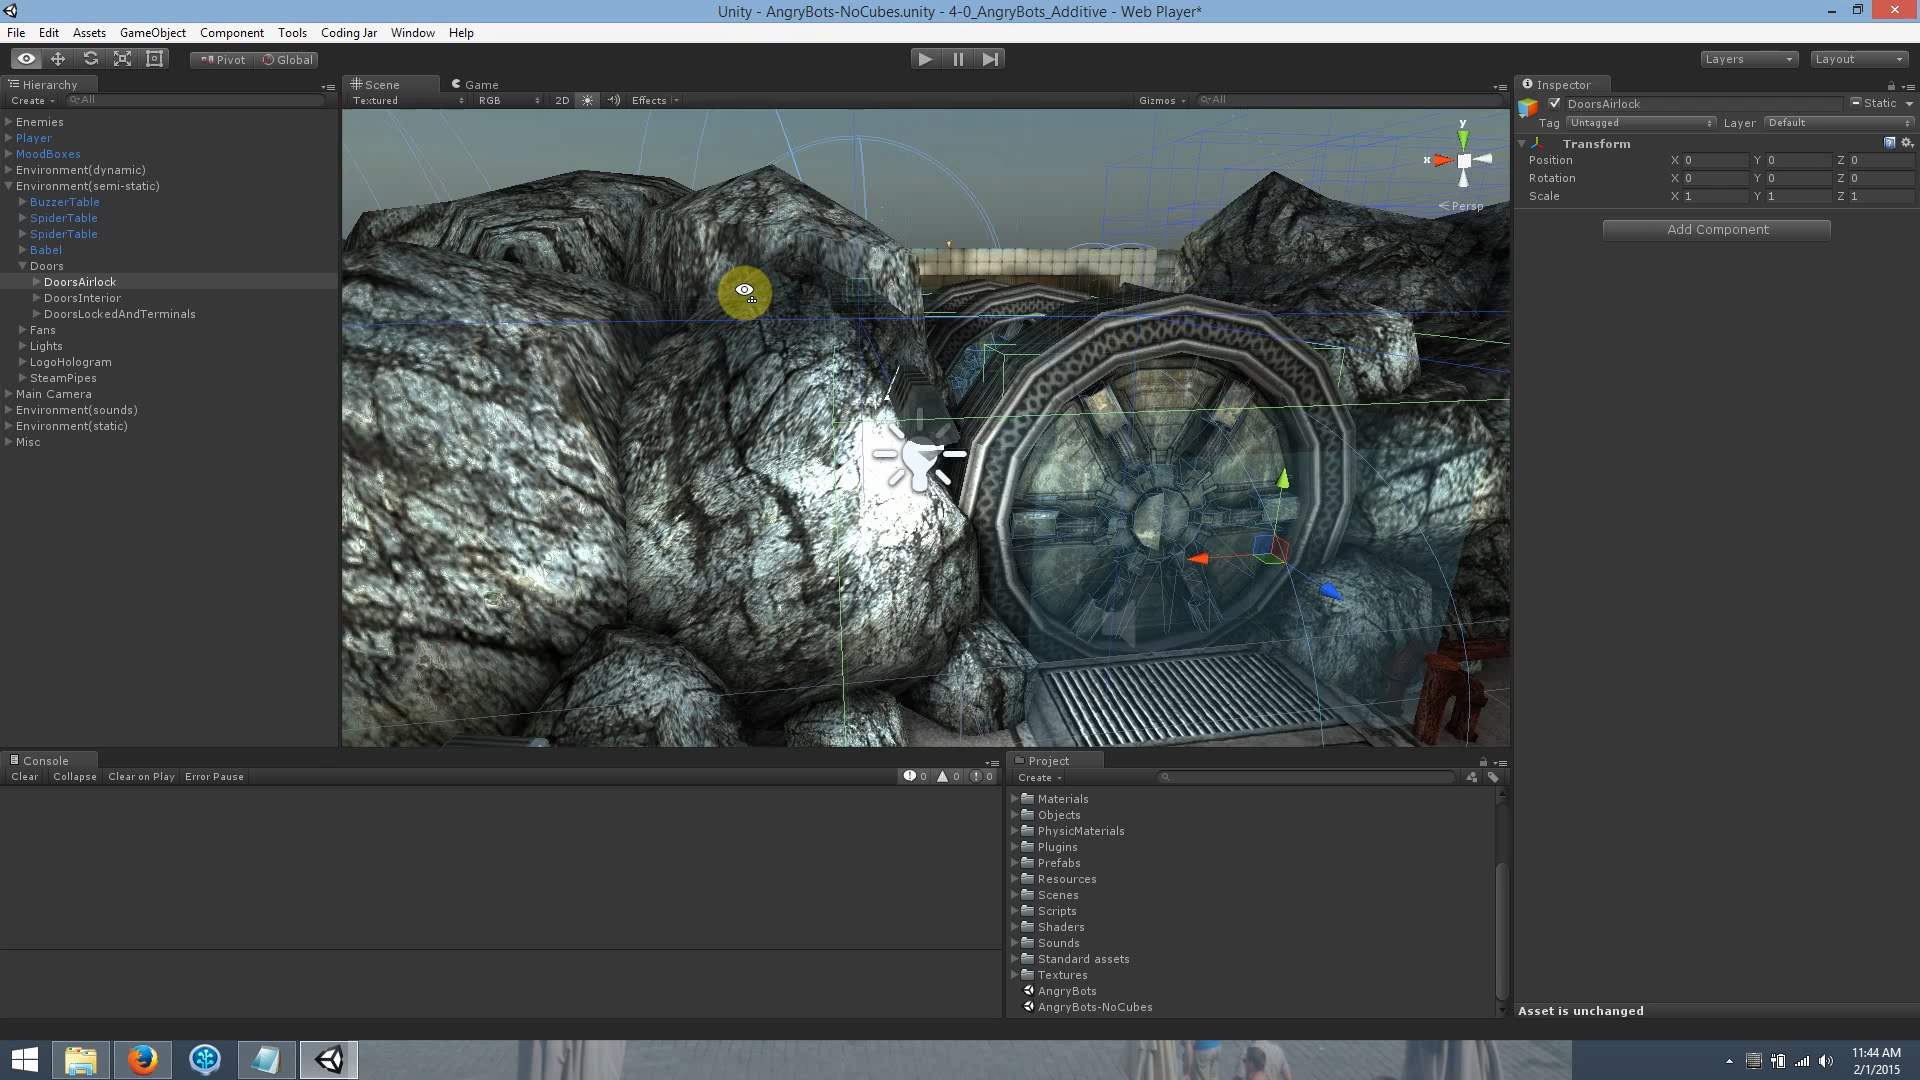 Unity - AngryBots-NoCubes.unity - 4-0_AngryBots_Additive - Web Player*
File Edit Assets GameObject Component Tools Coding Jar Window Help
Pivot Global Layers Layout
Hierarchy Scene Game Inspector
Create All Textured RGB 2D Effects Gizmos All DoorsAirlock Static
Enemies
Player
MoodBoxes
Environment(dynamic)
Environment(semi-static)
BuzzerTable
SpiderTable
SpiderTable
Babel
Doors
DoorsAirlock
DoorsInterior
DoorsLockedAndTerminals
Fans
Lights
LogoHologram
SteamPipes
Main Camera
Environment(sounds)
Environment(static)
Misc
y
x
Persp
Tag Untagged Layer Default
Transform
Position X 0 Y 0 Z 0
Rotation X 0 Y 0 Z 0
Scale X 1 Y 1 Z 1
Add Component
Console
Clear Collapse Clear on Play Error Pause 0 0 0
Project
Create
Materials
Objects
PhysicMaterials
Plugins
Prefabs
Resources
Scenes
Scripts
Shaders
Sounds
Standard assets
Textures
AngryBots
AngryBots-NoCubes
Asset is unchanged
11:44 AM
2/1/2015